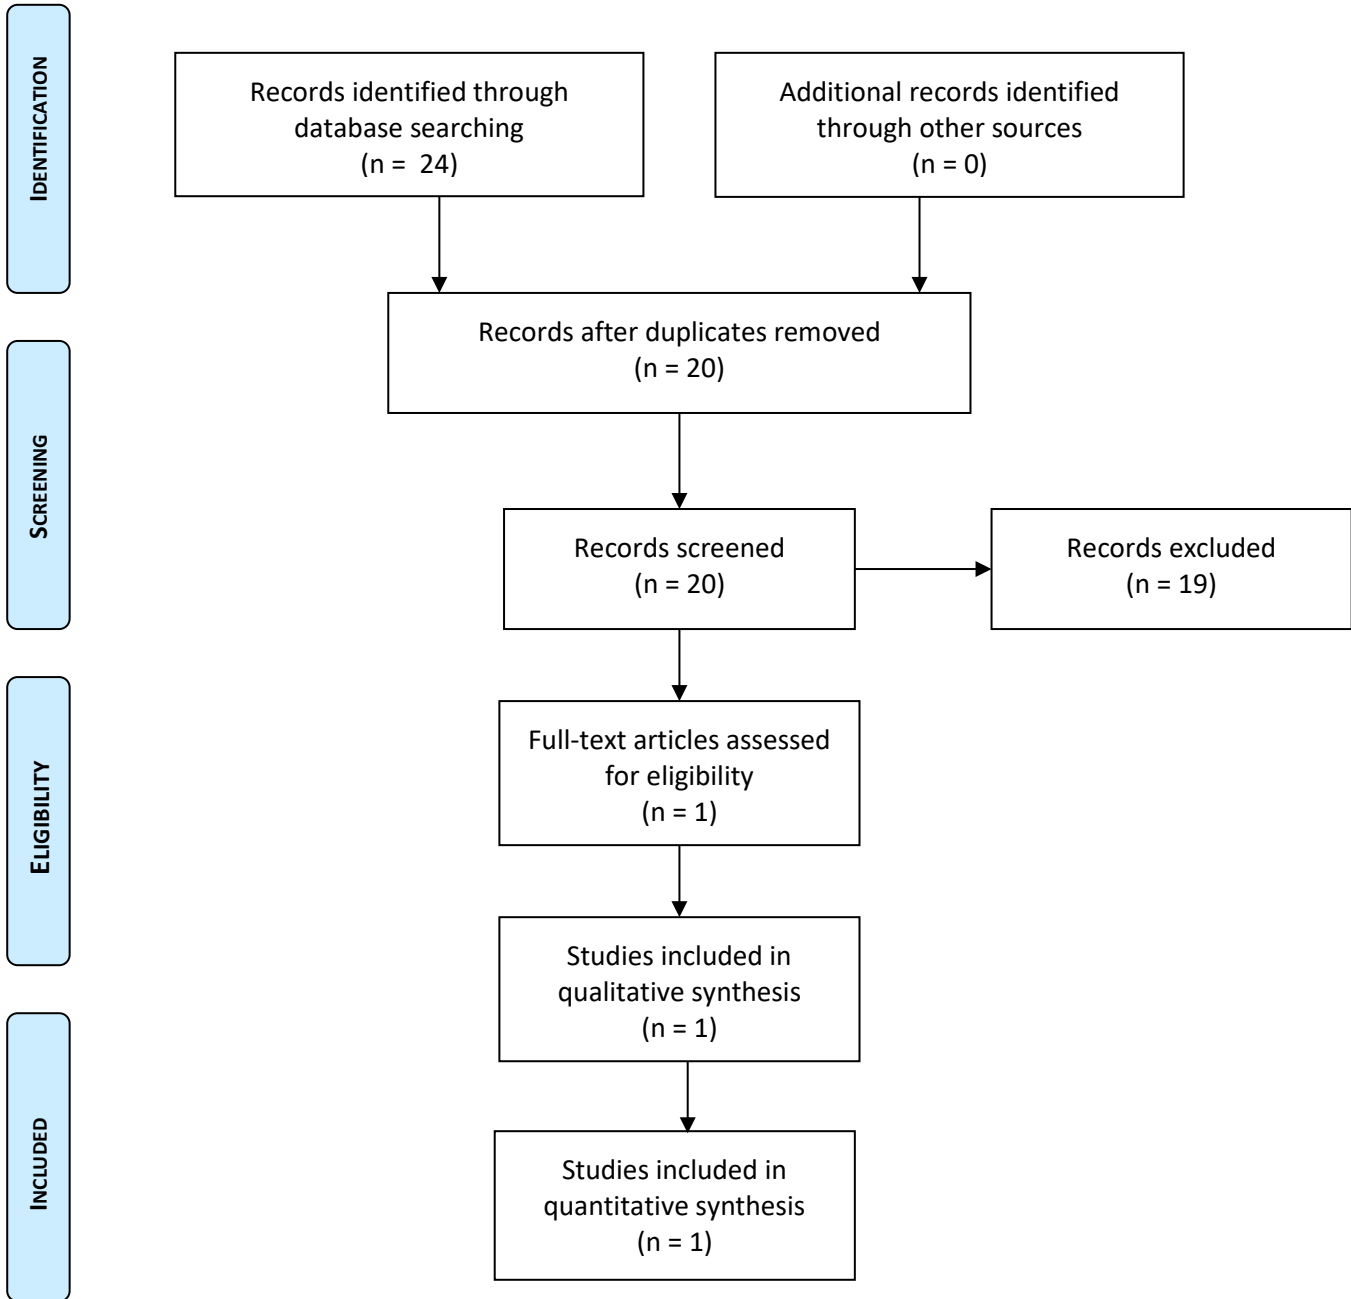 IDENTIFICATION
Records identified through
database searching
(n =  24)
Additional records identified
through other sources
(n = 0)
Records after duplicates removed
(n = 20)
SCREENING
Records screened
(n = 20)
Records excluded
(n = 19)
ELIGIBILITY
Full-text articles assessed
for eligibility
(n = 1)
Studies included in
qualitative synthesis
(n = 1)
INCLUDED
Studies included in
quantitative synthesis
(n = 1)